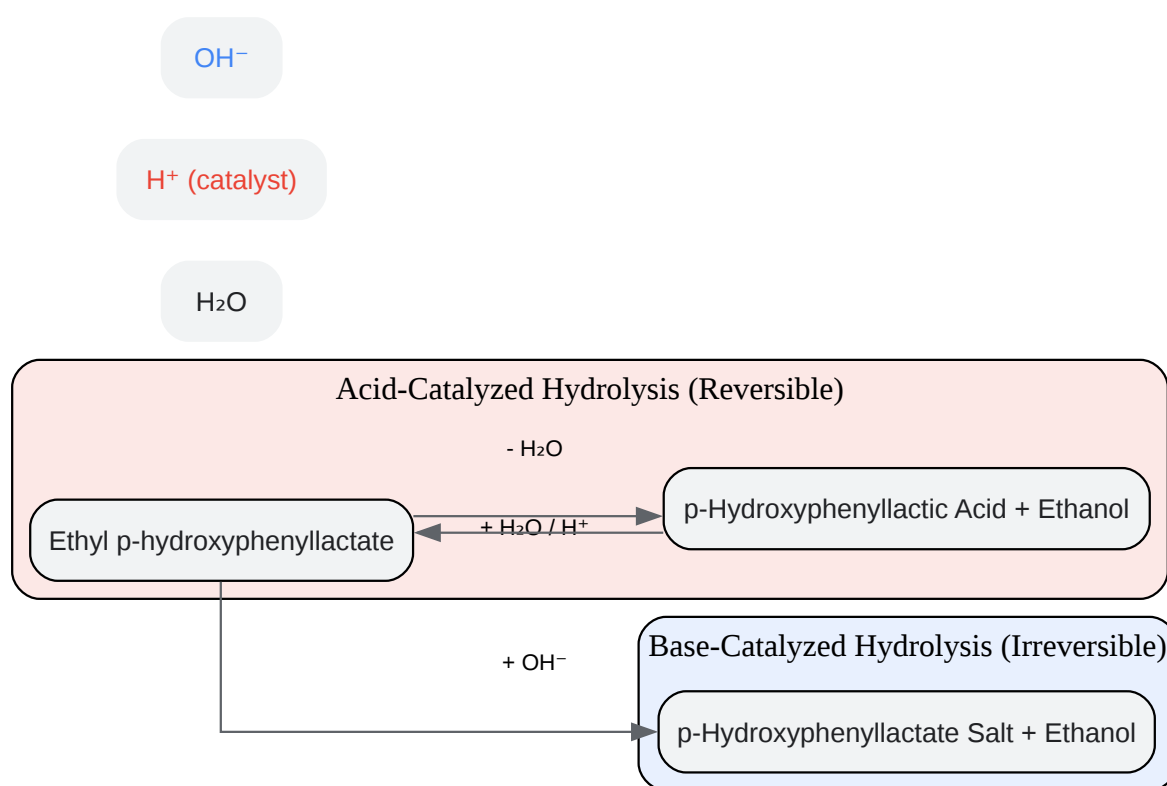 OH⁻
H⁺ (catalyst)
H₂O
Acid-Catalyzed Hydrolysis (Reversible)
- H₂O
p-Hydroxyphenyllactic Acid + Ethanol
+ H₂O / H⁺
Ethyl p-hydroxyphenyllactate
Base-Catalyzed Hydrolysis (Irreversible)
+ OH⁻
p-Hydroxyphenyllactate Salt + Ethanol